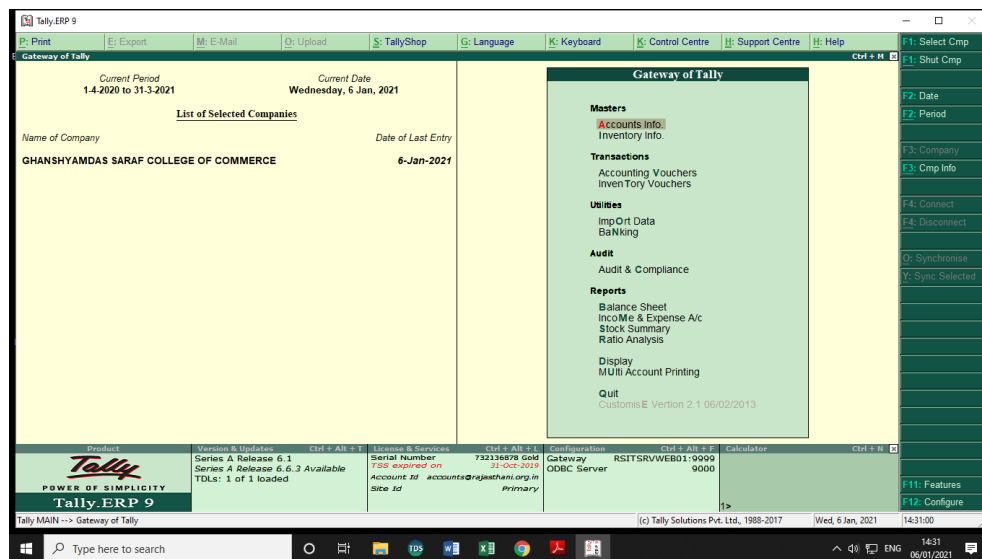 Tally.ERP 9
P: Print E: Export M: E-Mail O: Upload S: TallyShop G: Language K: Keyboard K: Control Centre H: Support Centre H: Help F1: Select Cmp
Gateway of Tally Ctrl + M F1: Shut Cmp
Current Period Current Date
1-4-2020 to 31-3-2021 Wednesday, 6 Jan, 2021
List of Selected Companies
Name of Company Date of Last Entry
GHANSHYAMDAS SARAF COLLEGE OF COMMERCE 6-Jan-2021
Gateway of Tally
Masters
Accounts Info.
Inventory Info.
Transactions
Accounting Vouchers
InvenTory Vouchers
Utilities
ImpOrt Data
BaNking
Audit
Audit & Compliance
Reports
Balance Sheet
IncoMe & Expense A/c
Stock Summary
Ratio Analysis
Display
MUlti Account Printing
Quit
CustomisE Vertion 2.1 06/02/2013
F2: Date
F2: Period
F3: Company
F3: Cmp Info
F4: Connect
F4: Disconnect
O: Synchronise
Y: Sync Selected
F11: Features
F12: Configure
Product
Tally
POWER OF SIMPLICITY
Tally.ERP 9
Version & Updates Ctrl + Alt + T
Series A Release 6.1
Series A Release 6.6.3 Available
TDLs: 1 of 1 loaded
License & Services Ctrl + Alt + L
Serial Number 732136878 Gold
TSS expired on 31-Oct-2019
Account Id accounts@rajasthani.org.in
Site Id Primary
Configuration Ctrl + Alt + F
Gateway RSITSRVWEB01:9999
ODBC Server 9000
Calculator Ctrl + N
1>
Tally MAIN --> Gateway of Tally (c) Tally Solutions Pvt. Ltd., 1988-2017 Wed, 6 Jan, 2021 14:31:00
Type here to search TDS ENG 14:31
06/01/2021